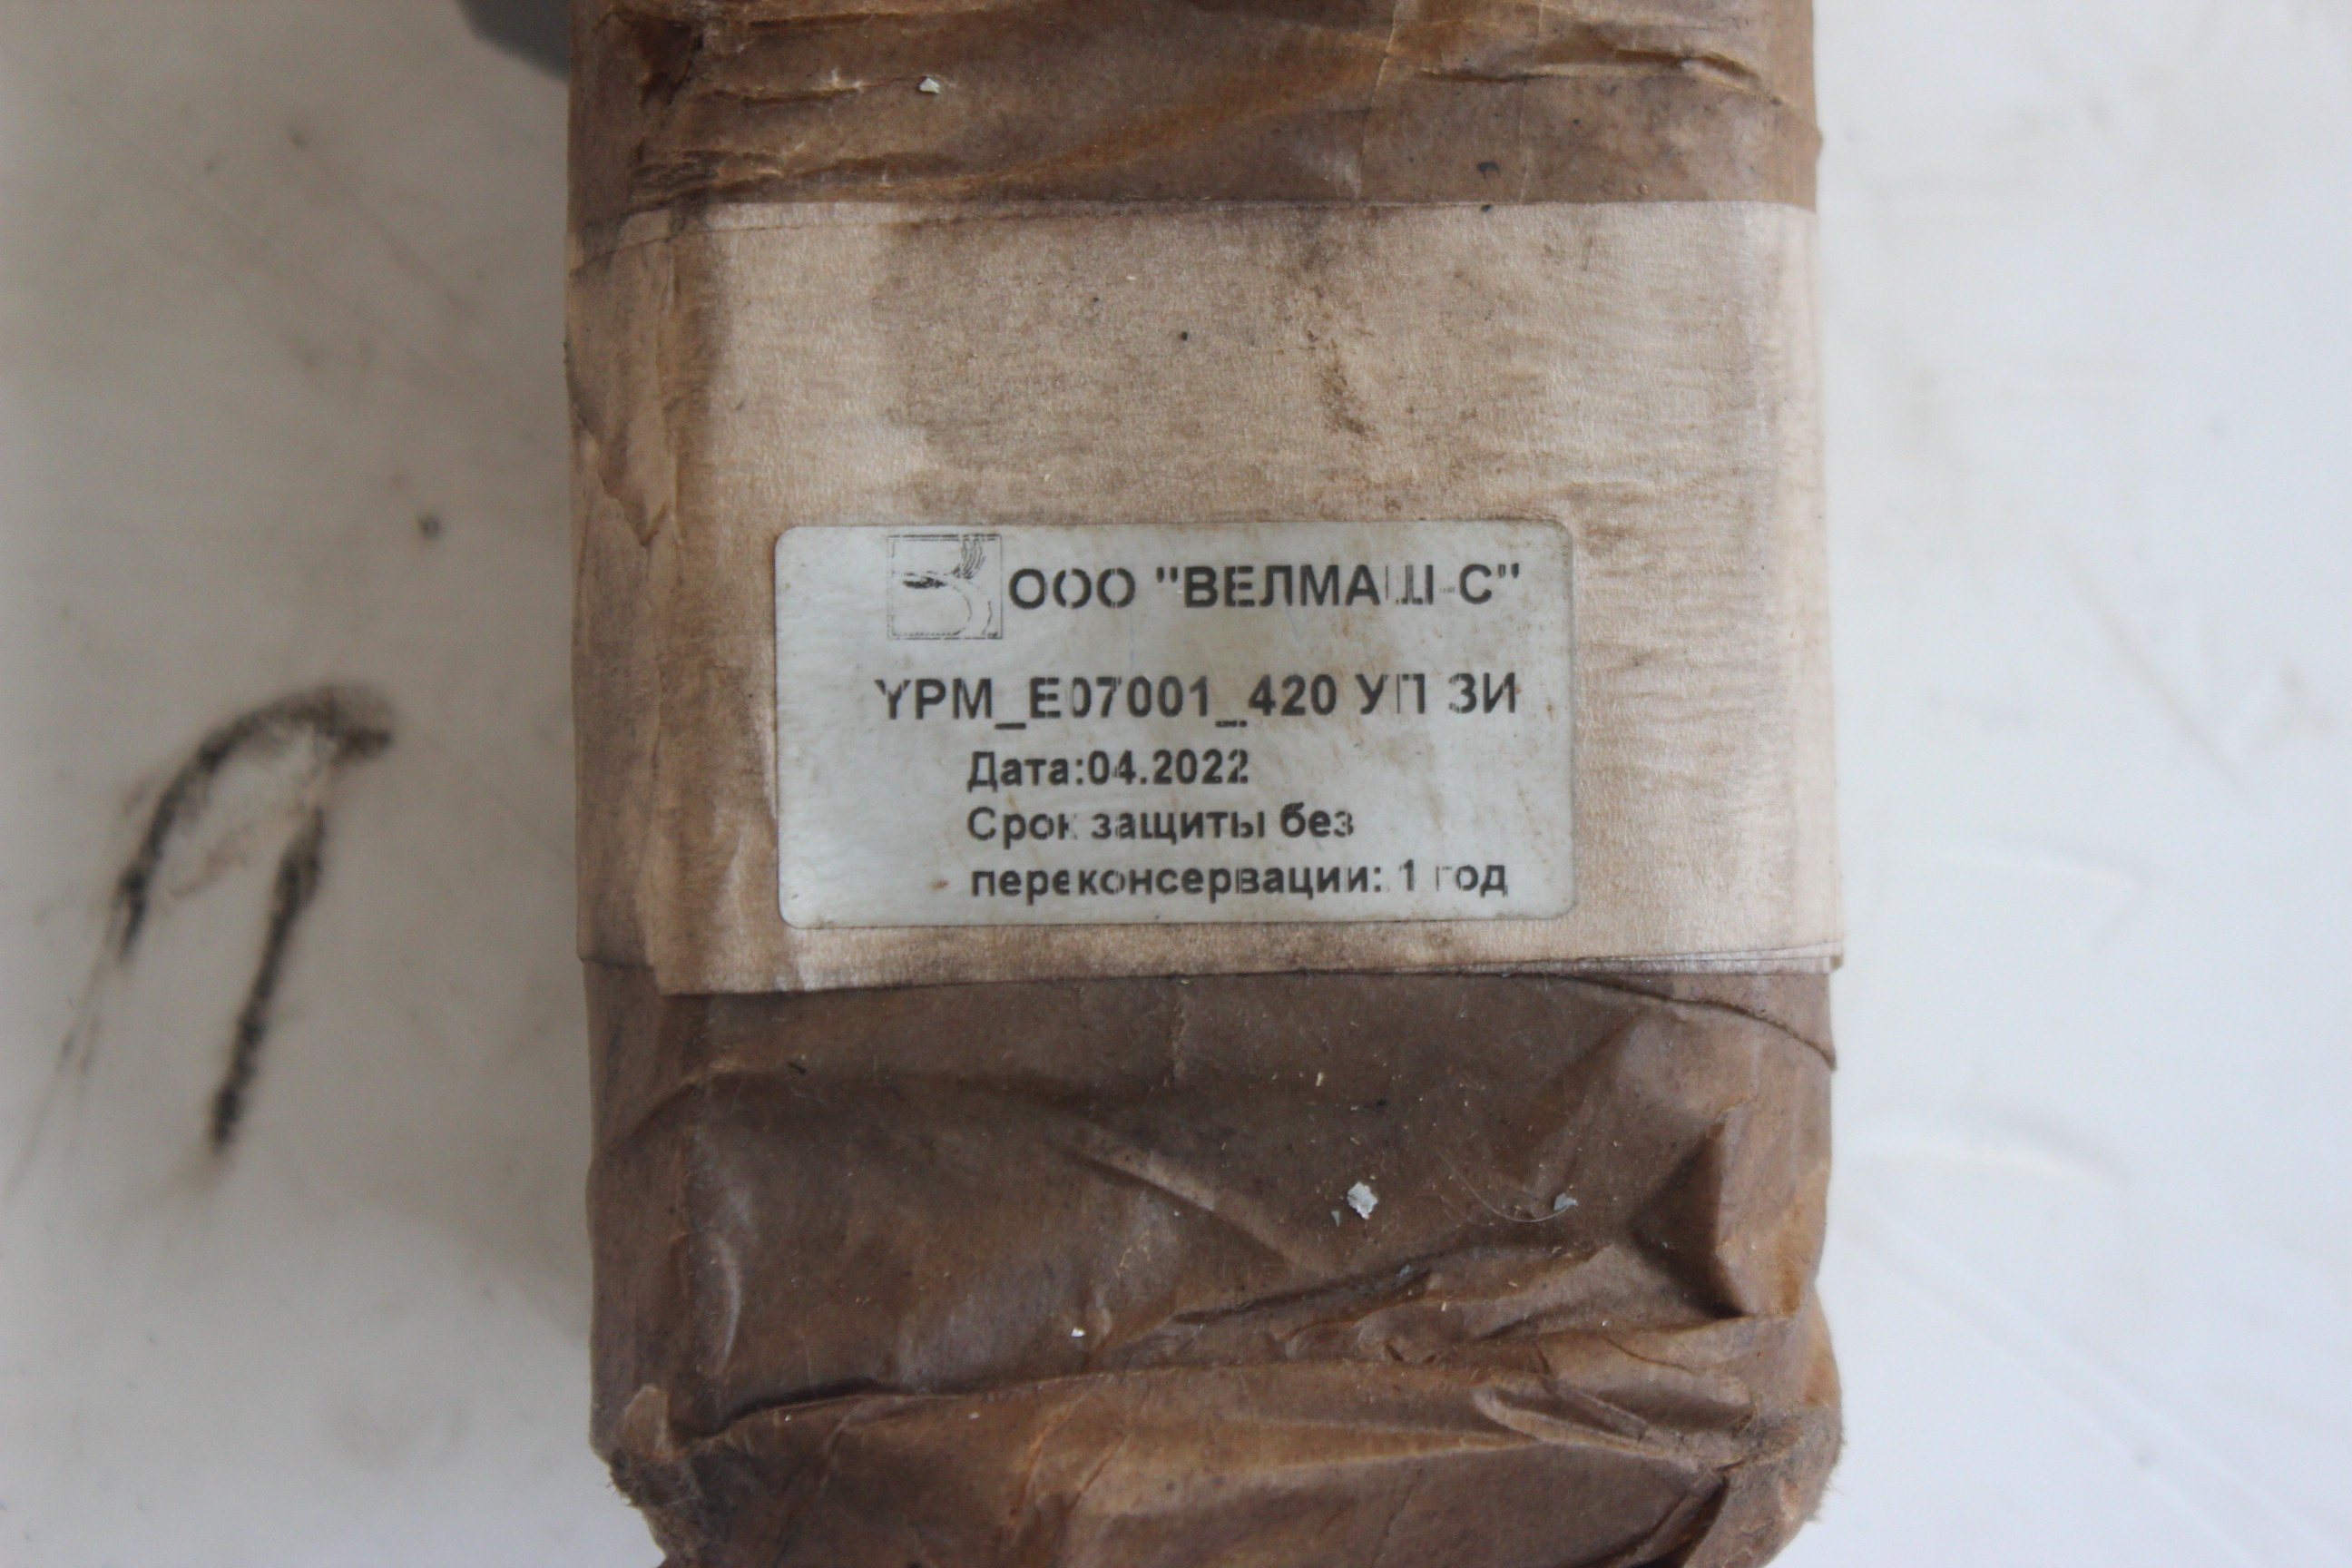 ООО "ВЕЛМАШ-С"
YPM_E07001_420 УП ЗИ
Дата:04.2022
Срок защиты без
переконсервации: 1 год